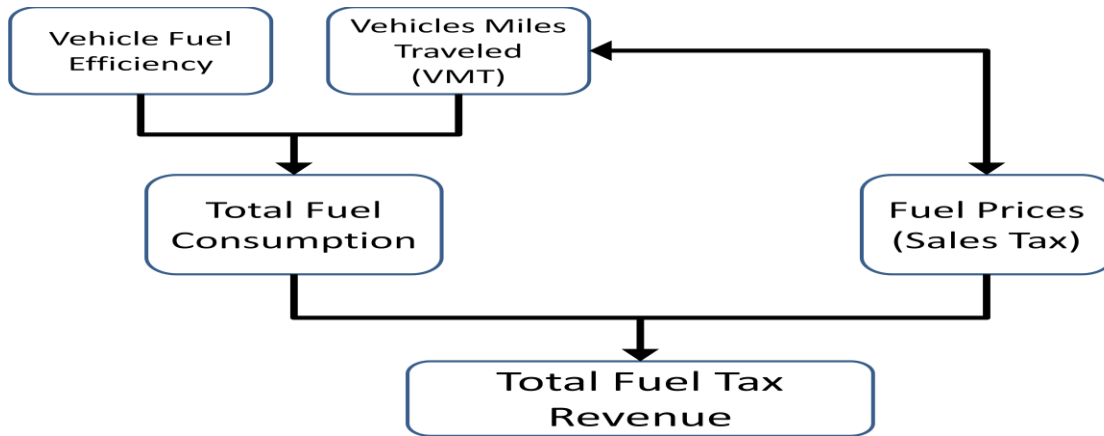 Vehicle Fuel
Efficiency
Vehicles Miles
Traveled
(VMT)
Total Fuel
Consumption
Fuel Prices
(Sales Tax)
Total Fuel Tax
Revenue